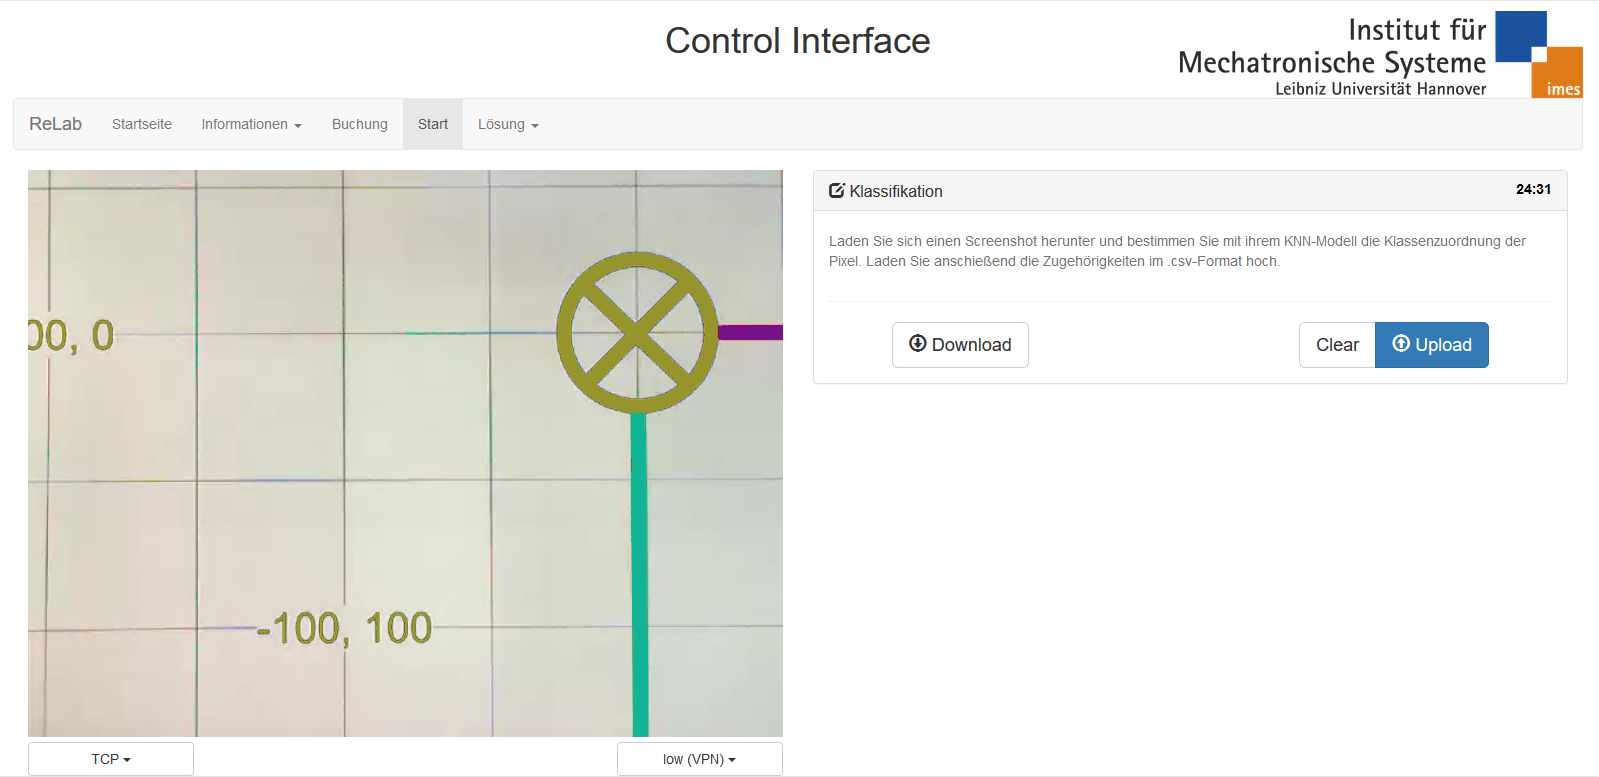 Control Interface
Institut für
Mechatronische Systeme
Leibniz Universität Hannover
imes
ReLab Startseite Informationen Buchung Start Lösung
00, 0
-100, 100
TCP
low (VPN)
Klassifikation 24:31
Laden Sie sich einen Screenshot herunter und bestimmen Sie mit ihrem KNN-Modell die Klassenzuordnung der
Pixel. Laden Sie anschießend die Zugehörigkeiten im .csv-Format hoch.
Download
Clear
Upload